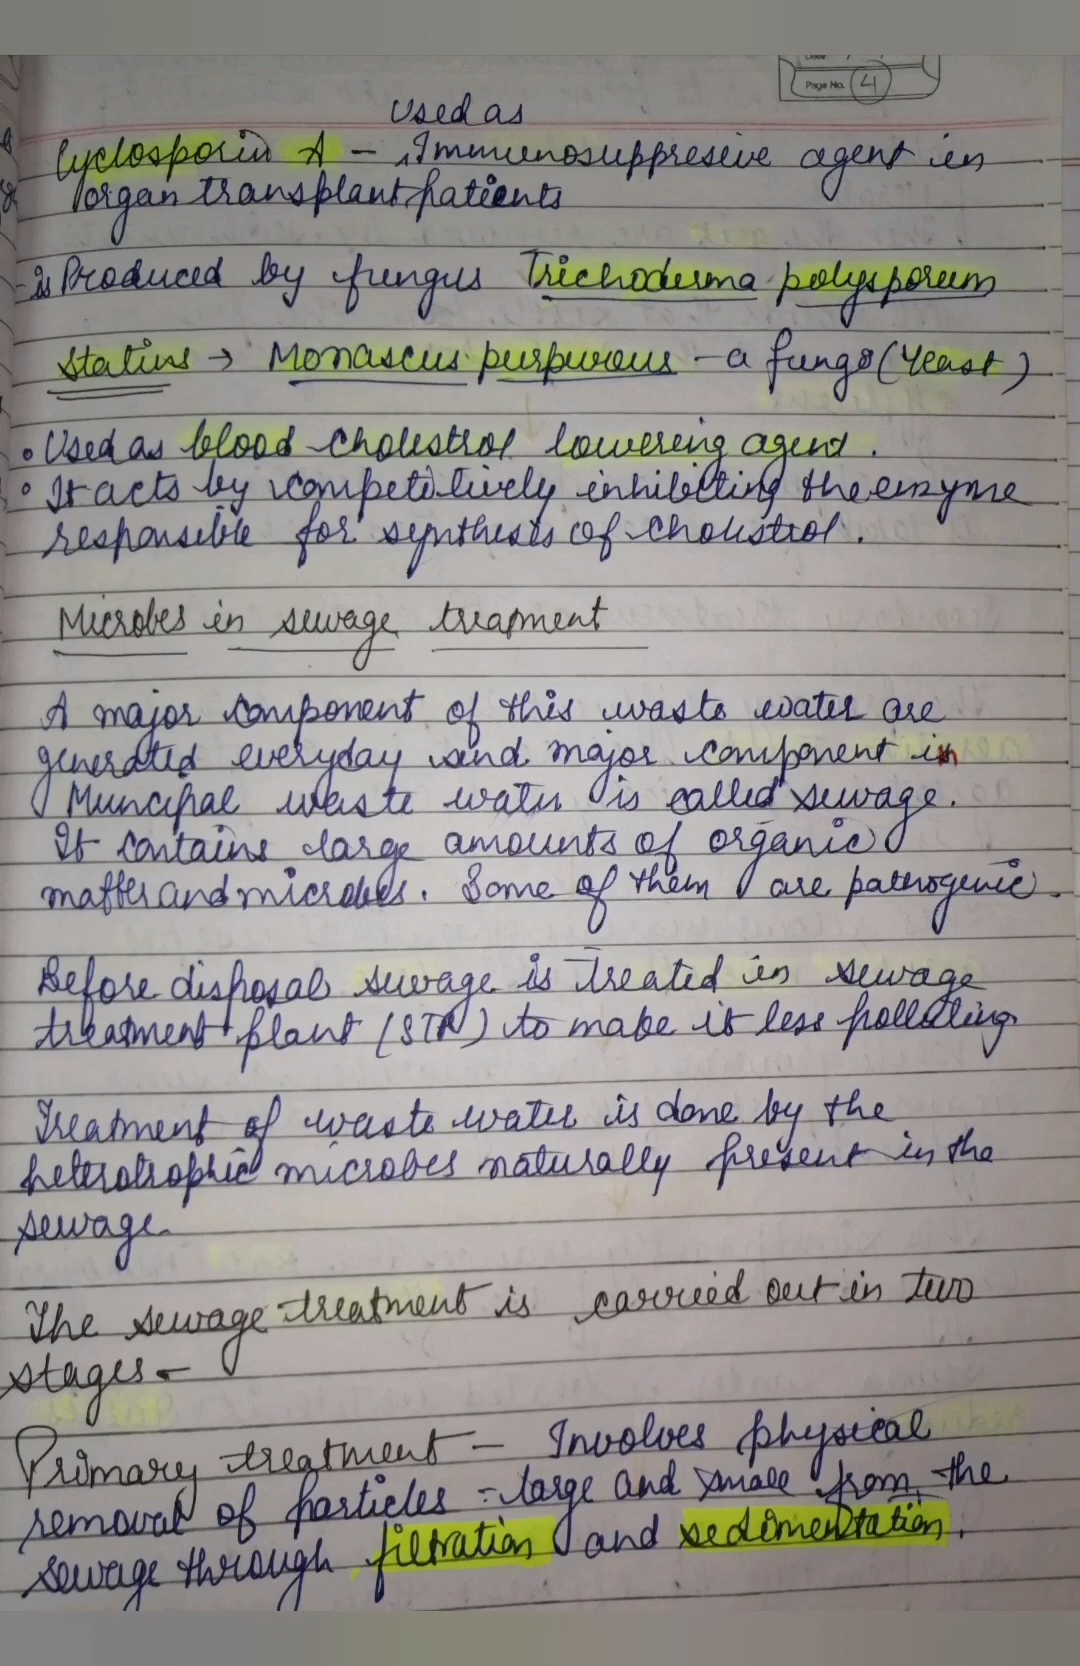 Page No. 4
Used as
Cyclosporin A - Immunosuppresive agent in
organ transplant patients
Produced by fungus Trichoderma polysporum
Statins → Monascus purpureus - a fungs (Yeast)
• Used as blood cholestrol lowering agent.
• It acts by competitively inhibiting the enzyme
responsible for synthesis of cholistrol.
Microbes in sewage treatment
A major component of this waste water are
generated everyday and major component in
Muncipal waste water is called sewage.
It contains large amounts of organic
matter and microbes. Some of them are pathogenic.
Before disposal sewage is treated in sewage
treatment plant (STP) to make it less polluting
Treatment of waste water is done by the
heterotrophic microbes naturally present in the
sewage.
The sewage treatment is carried out in two
stages -
Primary treatment - Involves physical
removal of particles - large and small from the
sewage through filtration and sedimentation.